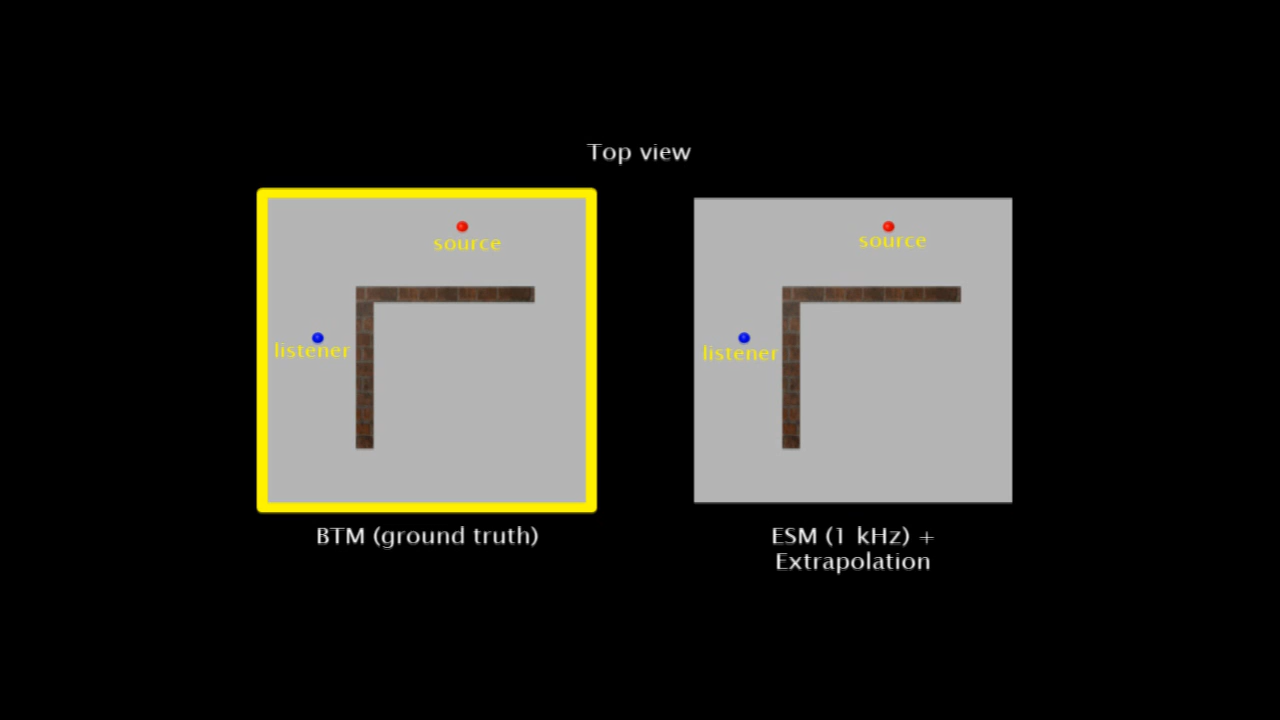 Top view
source
source
listener
listener
BTM (ground truth)
ESM (1 kHz) +
Extrapolation